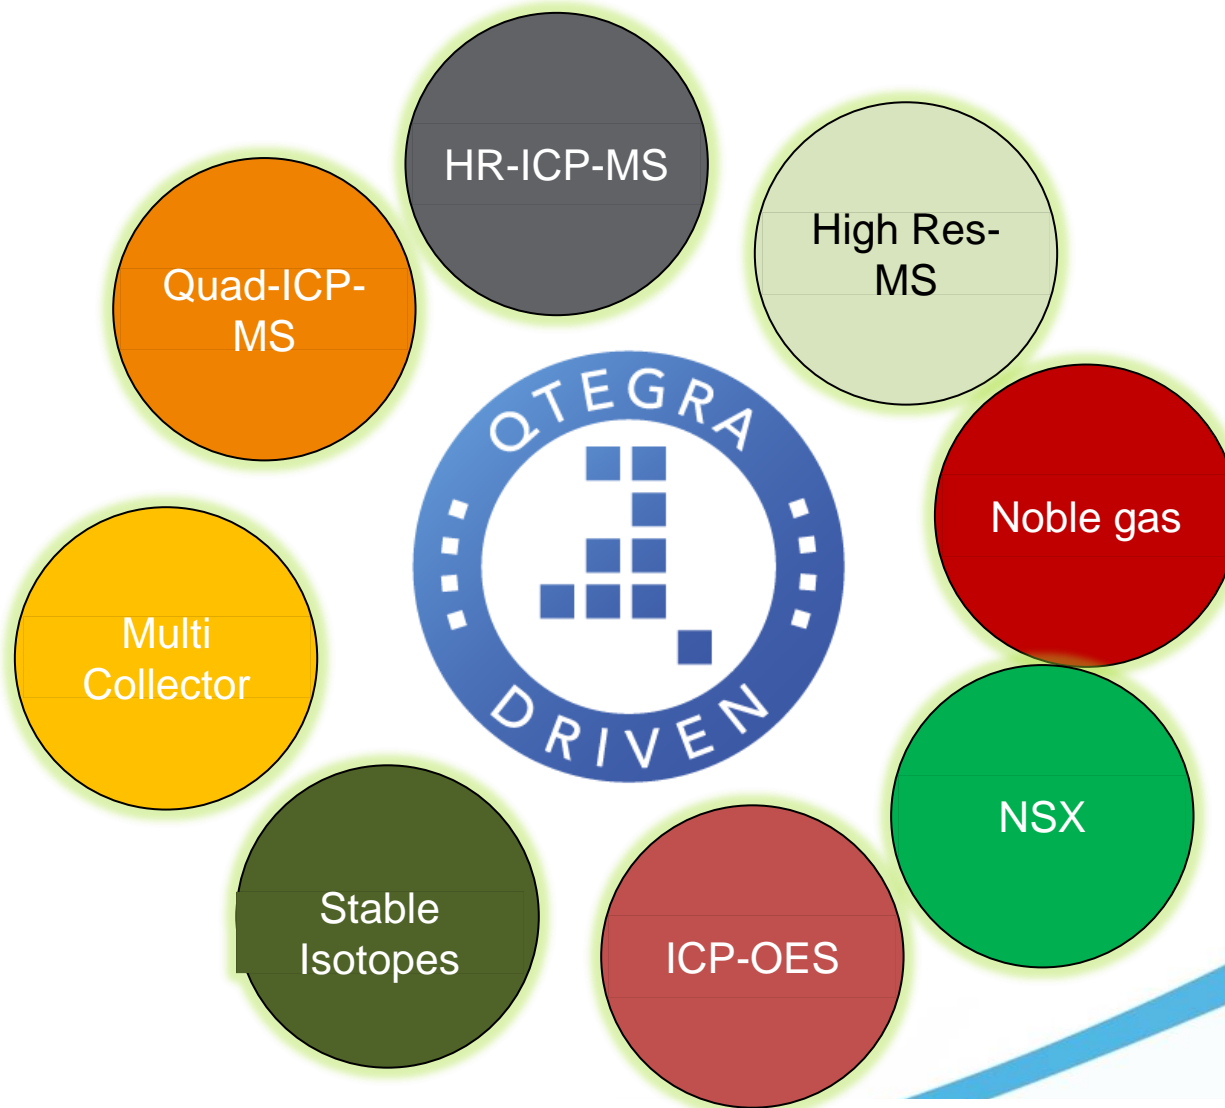 HR-ICP-MS
High Res-
MS
Quad-ICP-
MS
QTEGRA
DRIVEN
Noble gas
Multi
Collector
NSX
Stable
Isotopes
ICP-OES